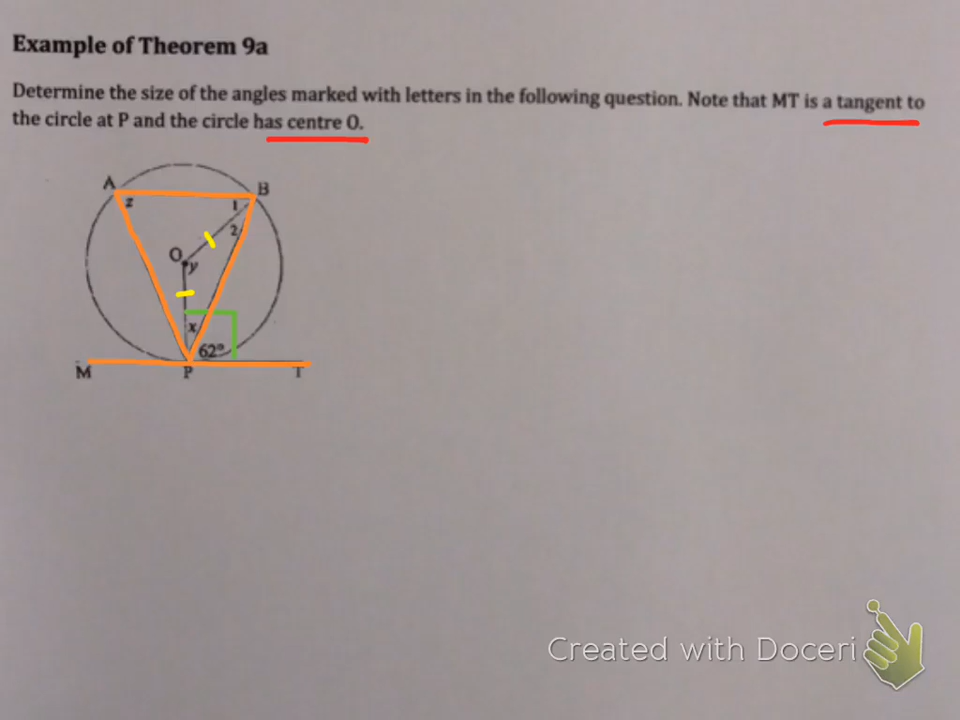 Example of Theorem 9a
Determine the size of the angles marked with letters in the following question. Note that MT is a tangent to
the circle at P and the circle has centre O.
A
B
z
1
2
O
y
x
62°
M
P
T
Created with Doceri